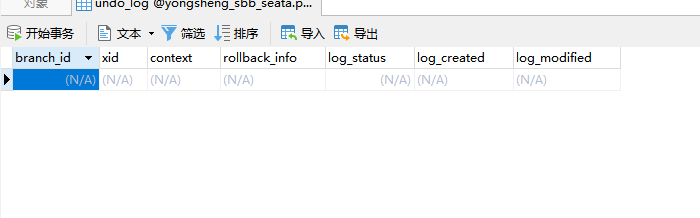 对象 undo_log @yongsheng_sbb_seata.p...
开始事务 文本 筛选 排序 导入 导出
branch_id xid context rollback_info log_status log_created log_modified
(N/A) (N/A) (N/A) (N/A) (N/A) (N/A) (N/A)